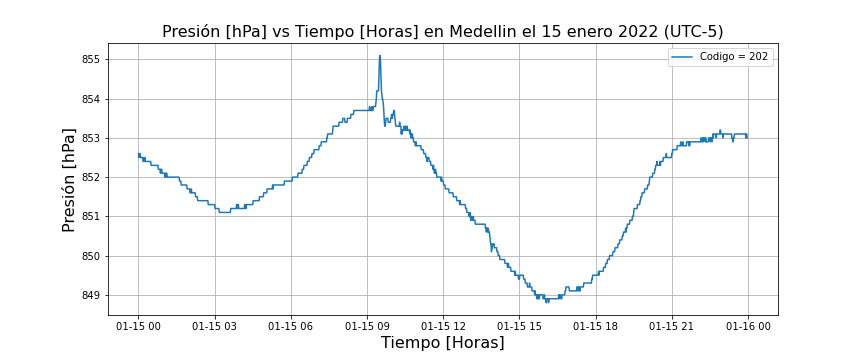 Presión [hPa] vs Tiempo [Horas] en Medellin el 15 enero 2022 (UTC-5)
Codigo = 202
Presión [hPa]
855
854
853
852
851
850
849
01-15 00 01-15 03 01-15 06 01-15 09 01-15 12 01-15 15 01-15 18 01-15 21 01-16 00
Tiempo [Horas]